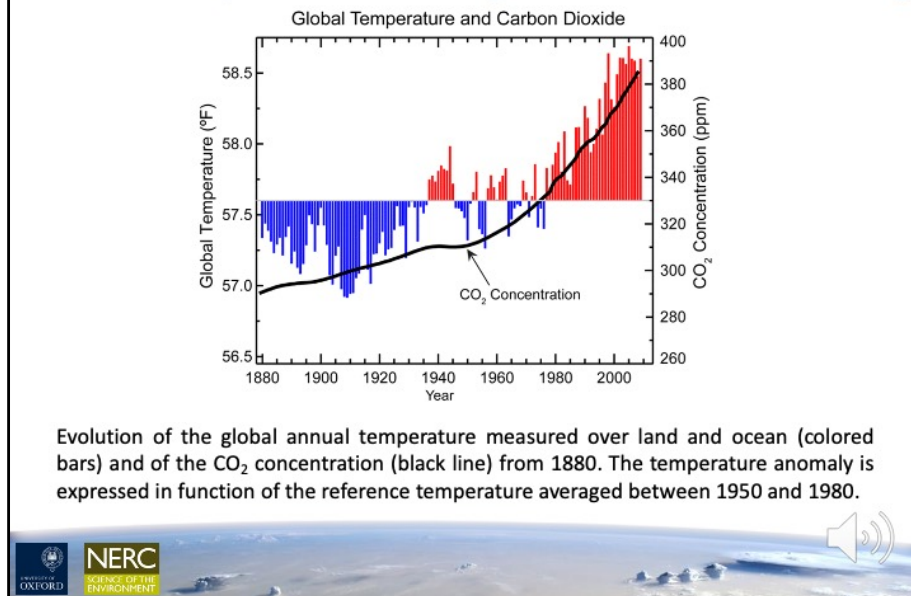 Global Temperature and Carbon Dioxide
Global Temperature (ºF)
58.5
58.0
57.5
57.0
56.5
400
380
360
340
320
300
280
260
CO₂ Concentration (ppm)
CO₂ Concentration
1880
1900
1920
1940
1960
1980
2000
Year
Evolution of the global annual temperature measured over land and ocean (colored
bars) and of the CO₂ concentration (black line) from 1880. The temperature anomaly is
expressed in function of the reference temperature averaged between 1950 and 1980.
UNIVERSITY OF
OXFORD
NERC
SCIENCE OF THE
ENVIRONMENT